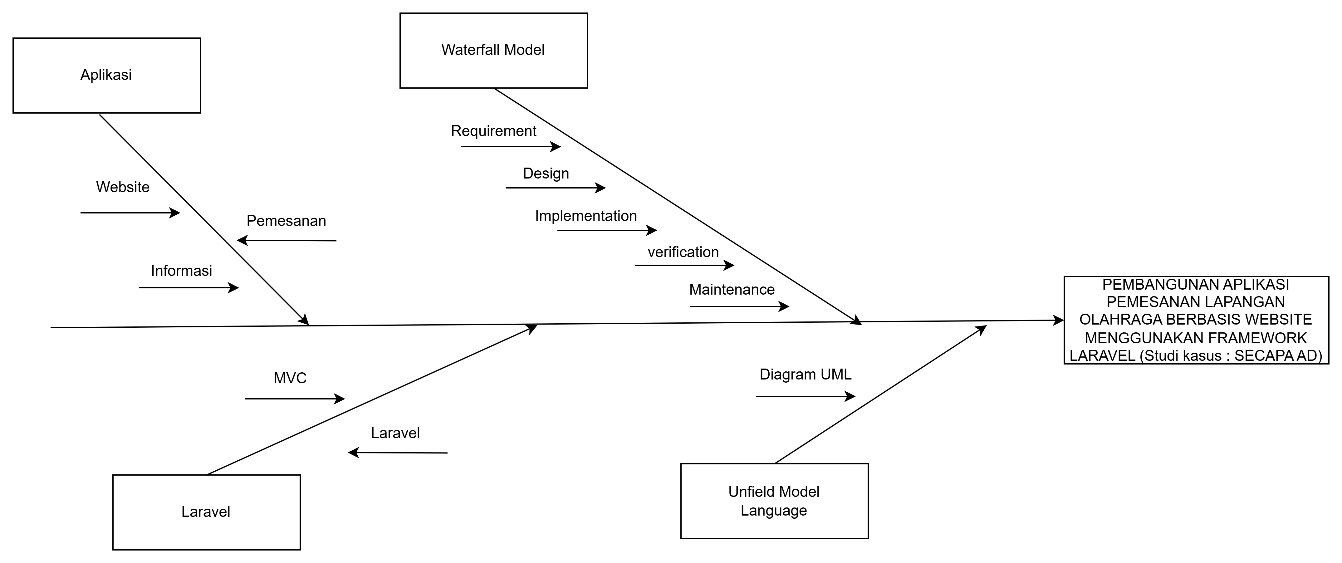 Aplikasi
Waterfall Model
Requirement
Design
Website
Implementation
Pemesanan
verification
Informasi
Maintenance
PEMBANGUNAN APLIKASI
PEMESANAN LAPANGAN
OLAHRAGA BERBASIS WEBSITE
MENGGUNAKAN FRAMEWORK
LARAVEL (Studi kasus : SECAPA AD)
MVC
Diagram UML
Laravel
Laravel
Unfield Model
Language